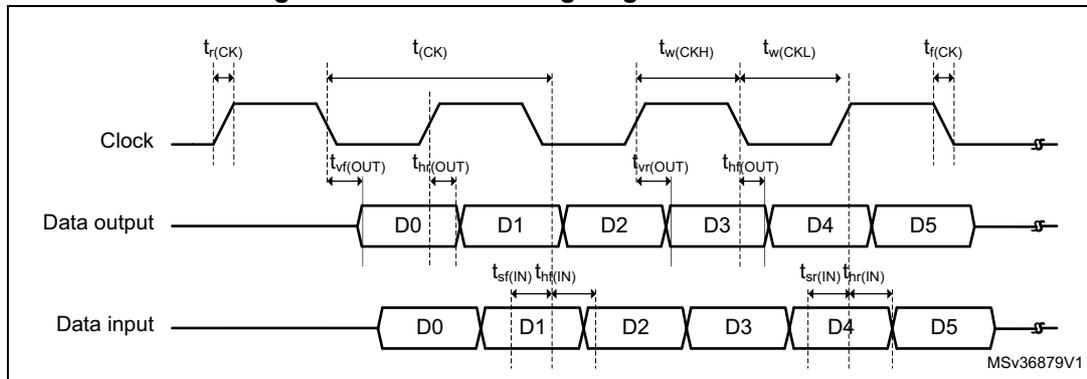 tr(CK) t(CK) tw(CKH) tw(CKL) tf(CK)
Clock
tvf(OUT) thr(OUT) tvr(OUT) thf(OUT)
Data output D0 D1 D2 D3 D4 D5
tsf(IN) thf(IN) tsr(IN) thr(IN)
Data input D0 D1 D2 D3 D4 D5
MSv36879V1